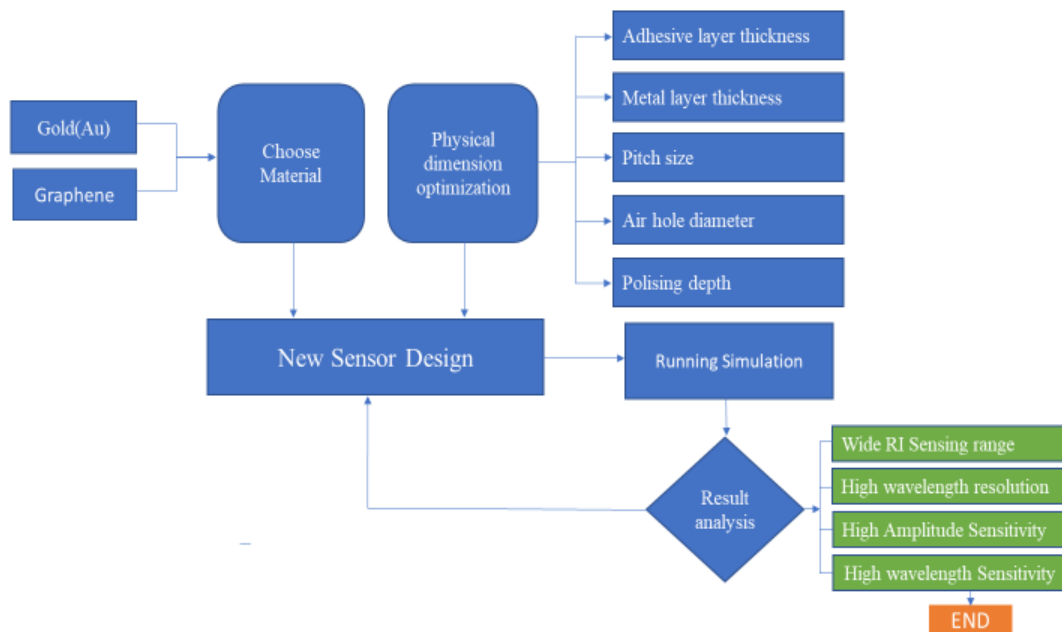 Gold(Au)
Graphene
Choose
Material
Physical
dimension
optimization
Adhesive layer thickness
Metal layer thickness
Pitch size
Air hole diameter
Polising depth
New Sensor Design
Running Simulation
Result
analysis
Wide RI Sensing range
High wavelength resolution
High Amplitude Sensitivity
High wavelength Sensitivity
END